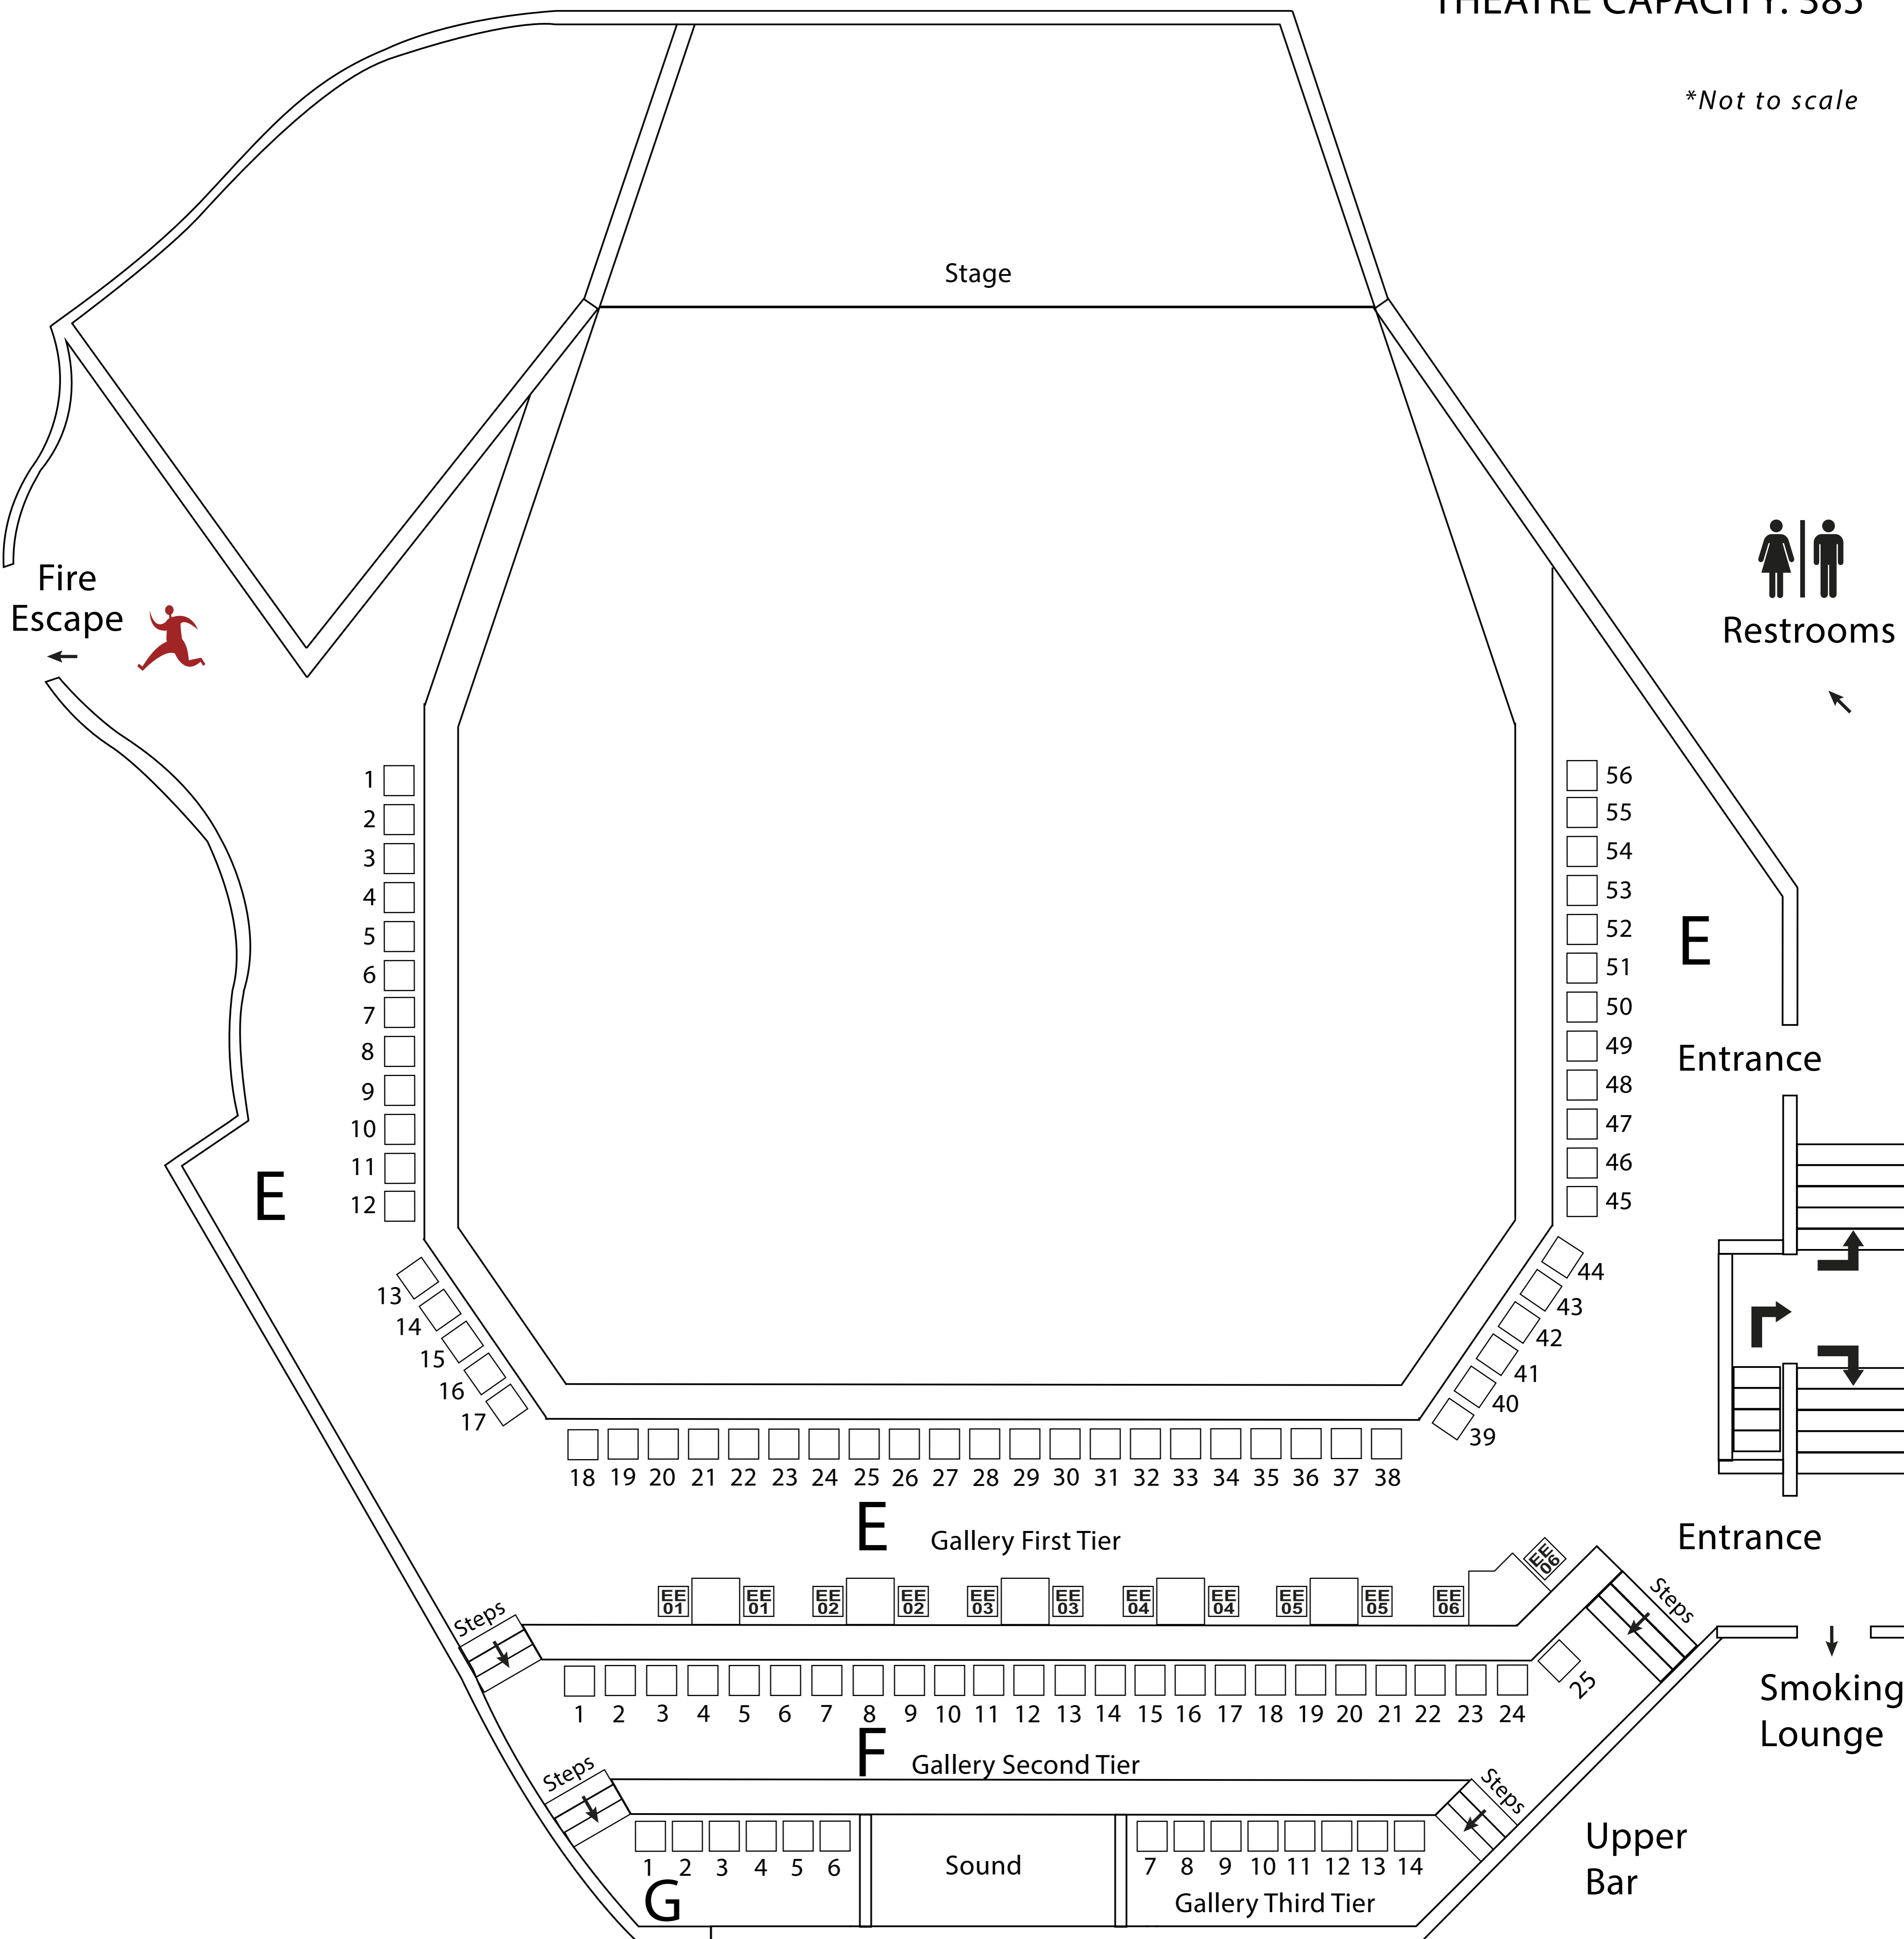 THEATRE CAPACITY: 385
*Not to scale
Stage
Fire
Escape
Restrooms
1
2
3
4
5
6
7
8
9
10
11
12
E
13
14
15
16
17
56
55
54
53
52
51
50
49
48
47
46
45
E
Entrance
44
43
42
41
40
39
18 19 20 21 22 23 24 25 26 27 28 29 30 31 32 33 34 35 36 37 38
E Gallery First Tier
Entrance
EE 01 EE 01 EE 02 EE 02 EE 03 EE 03 EE 04 EE 04 EE 05 EE 05 EE 06 EE 06
Steps
Steps
1 2 3 4 5 6 7 8 9 10 11 12 13 14 15 16 17 18 19 20 21 22 23 24 25
Smoking
Lounge
F Gallery Second Tier
Steps
Steps
1 2 3 4 5 6
Sound
7 8 9 10 11 12 13 14
G
Gallery Third Tier
Upper
Bar